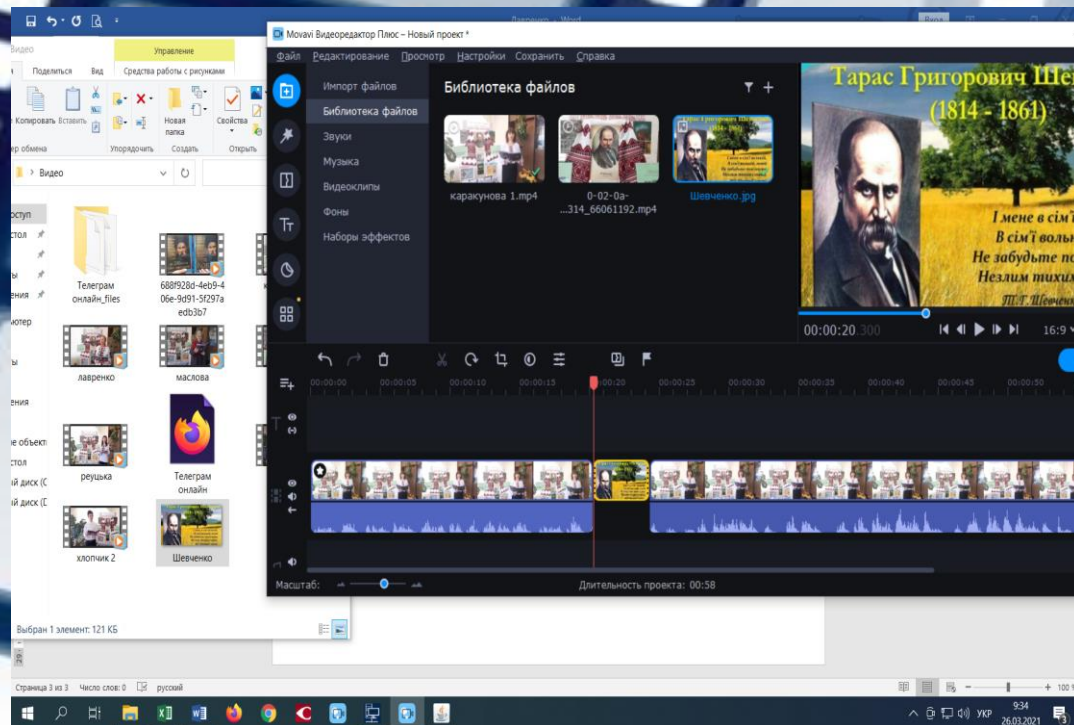 Лавренко - Word
Вход
Видео
Управление
Поделиться
Вид
Средства работы с рисунками
Копировать
Вставить
Новая
папка
Свойства
Упорядочить
Создать
Открыть
Видео
Телеграм
онлайн_files
688f928d-4eb9-4
06e-9d91-5f297a
edb3b7
лавренко
маслова
реуцька
Телеграм
онлайн
хлопчик 2
Шевченко
Выбран 1 элемент: 121 КБ
Movavi Видеоредактор Плюс – Новый проект *
Файл Редактирование Просмотр Настройки Сохранить Справка
Импорт файлов
Библиотека файлов
Звуки
Музыка
Видеоклипы
Фоны
Наборы эффектов
Библиотека файлов
каракунова 1.mp4
0-02-0a-
...314_66061192.mp4
Шевченко.jpg
Тарас Григорович Ше
(1814 - 1861)
І мене в сім'ї
В сім'ї вольн
Не забудьте по
Незлим тихим
Т.Г.Шевченк
00:00:20.300
16:9
00:00:00 00:00:05 00:00:10 00:00:15 00:00:20 00:00:25 00:00:30 00:00:35 00:00:40 00:00:45 00:00:50
Масштаб:
Длительность проекта: 00:58
Страница 3 из 3 Число слов: 0 русский
100 %
УКР
9:34
26.03.2021